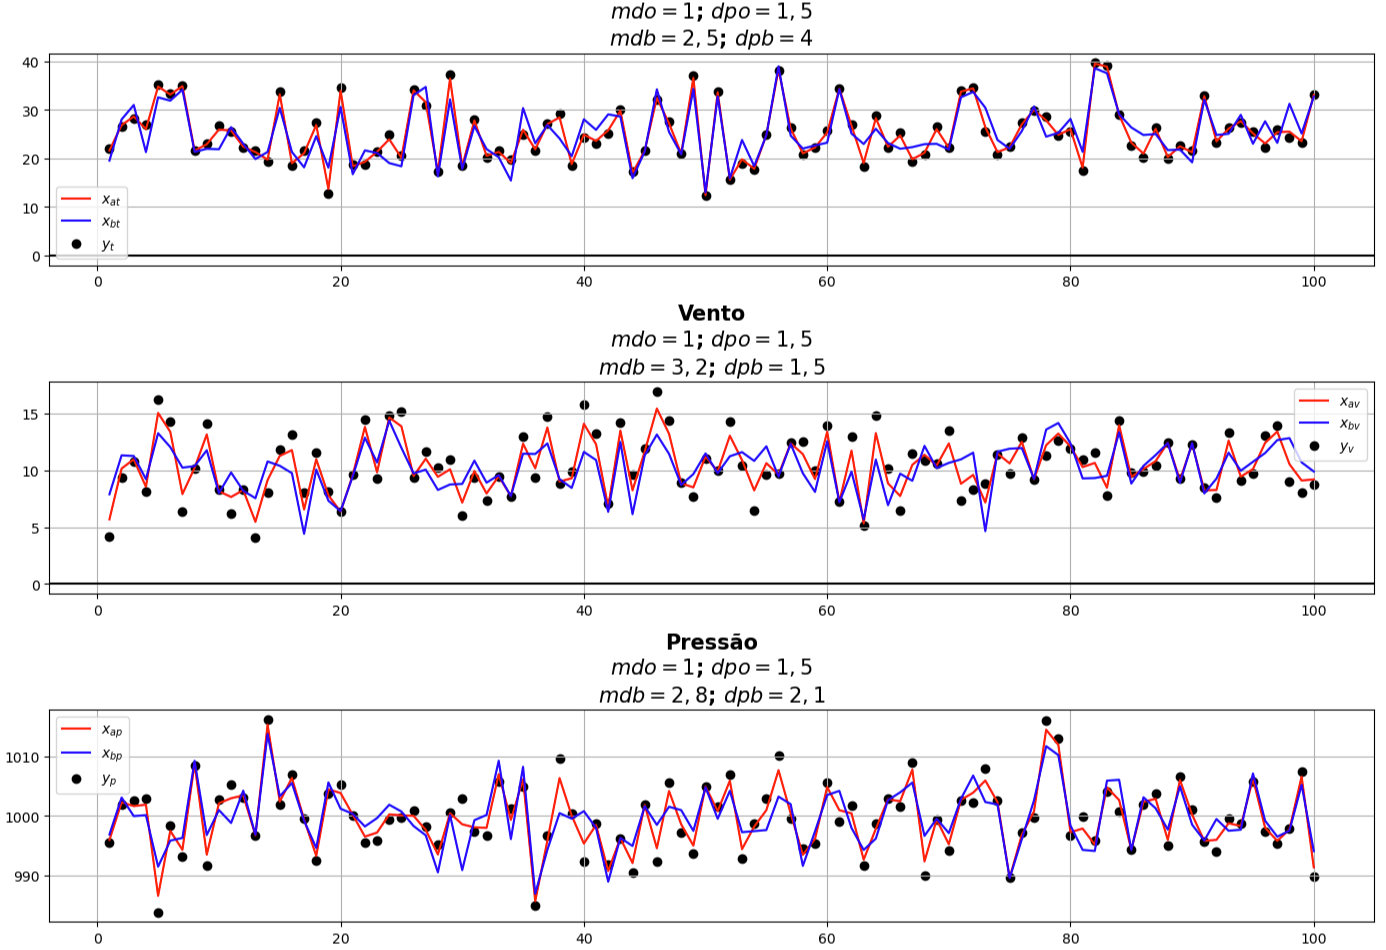 mdo = 1; dpo = 1, 5
mdb = 2, 5; dpb = 4
40
30
20
10
0
x_at
x_bt
y_t
0 20 40 60 80 100
Vento
mdo = 1; dpo = 1, 5
mdb = 3, 2; dpb = 1, 5
15
10
5
0
x_av
x_bv
y_v
0 20 40 60 80 100
Pressão
mdo = 1; dpo = 1, 5
mdb = 2, 8; dpb = 2, 1
1010
1000
990
x_ap
x_bp
y_p
0 20 40 60 80 100